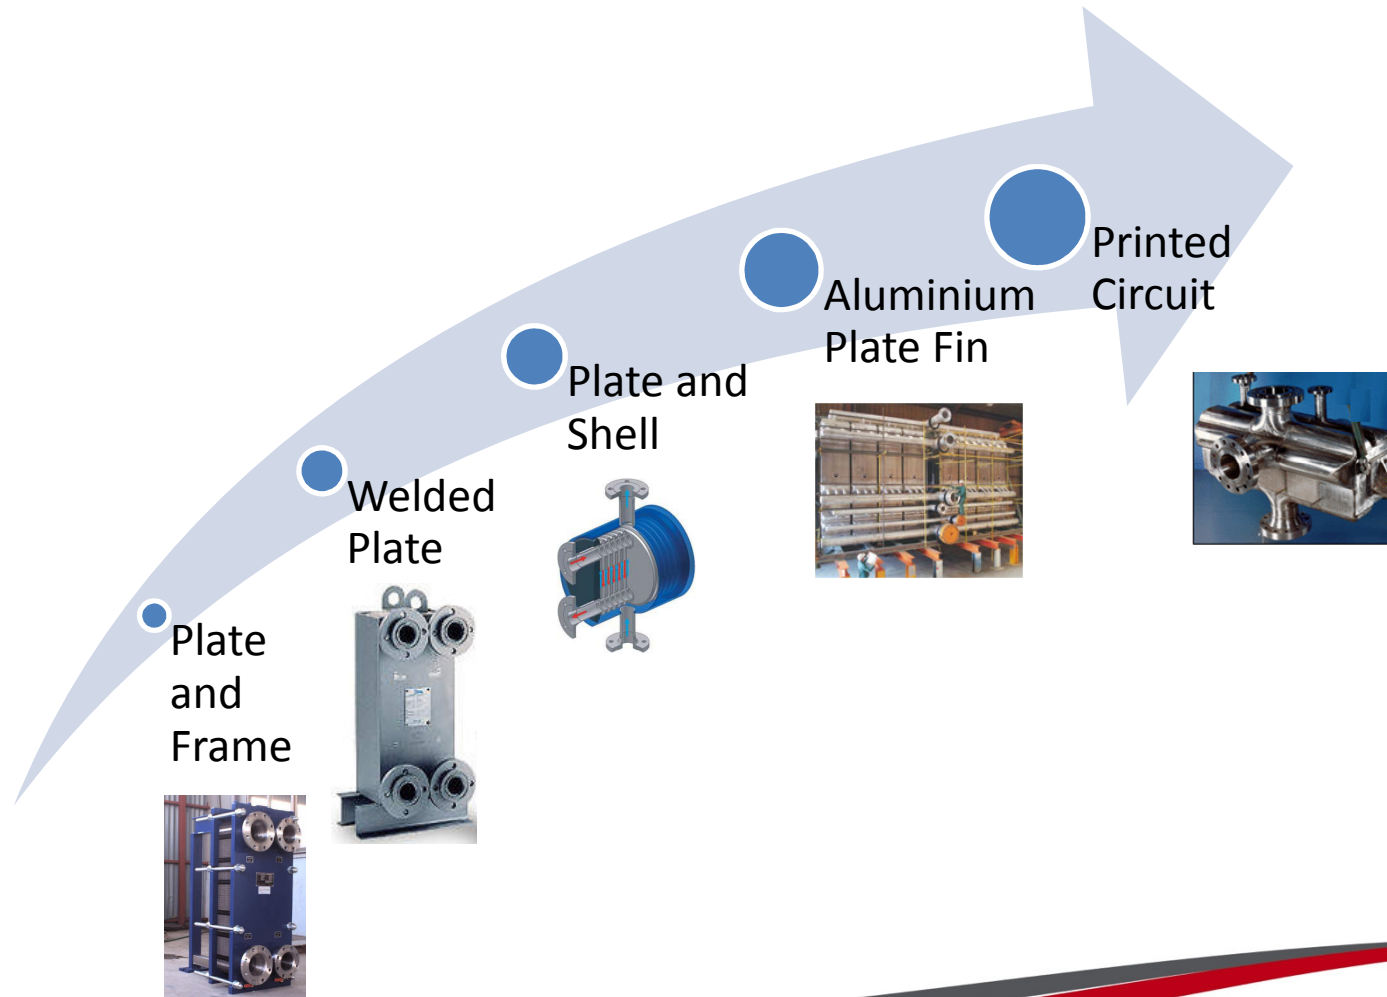 Printed
Circuit
Aluminium
Plate Fin
Plate and
Shell
Welded
Plate
Plate
and
Frame